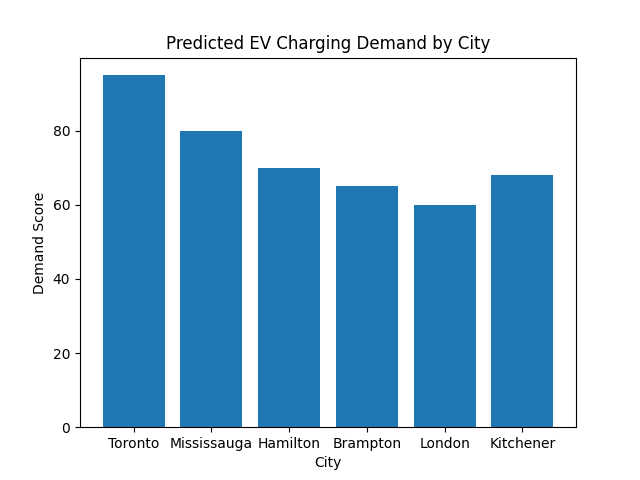 Predicted EV Charging Demand by City
Demand Score
80
60
40
20
0
Toronto Mississauga Hamilton Brampton London Kitchener
City